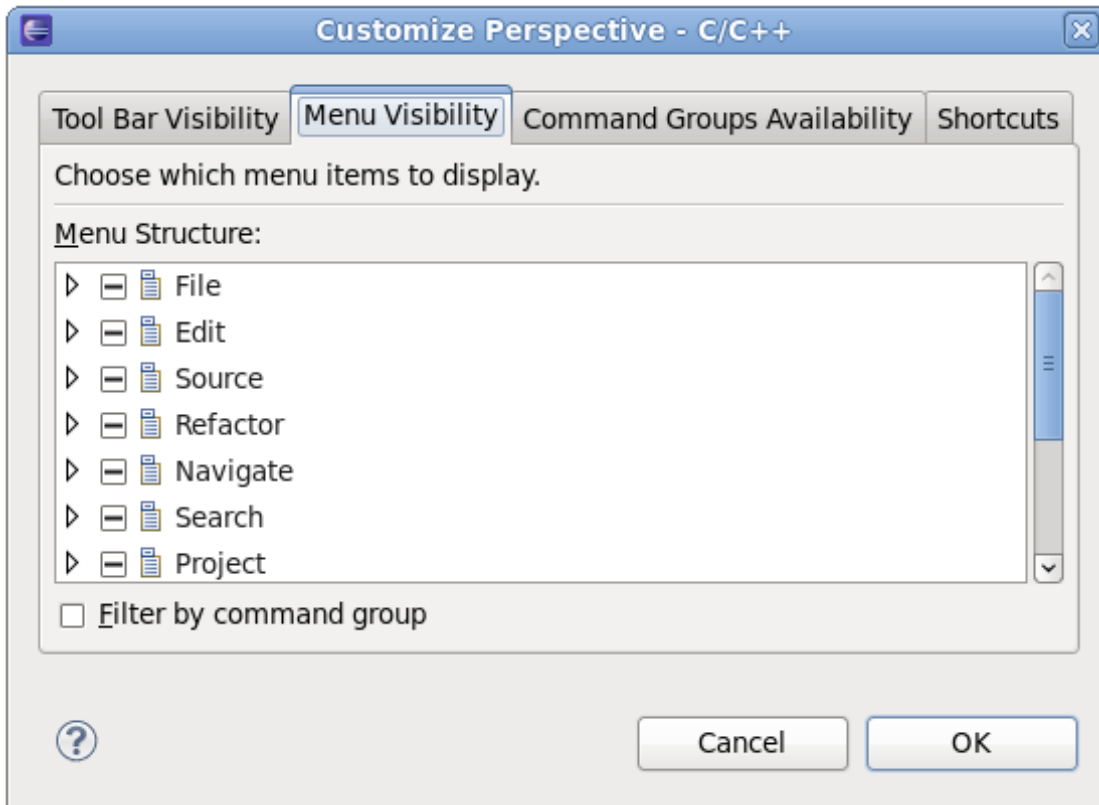 Customize Perspective - C/C++
Tool Bar Visibility Menu Visibility Command Groups Availability Shortcuts
Choose which menu items to display.
Menu Structure:
File
Edit
Source
Refactor
Navigate
Search
Project
Filter by command group
? Cancel OK